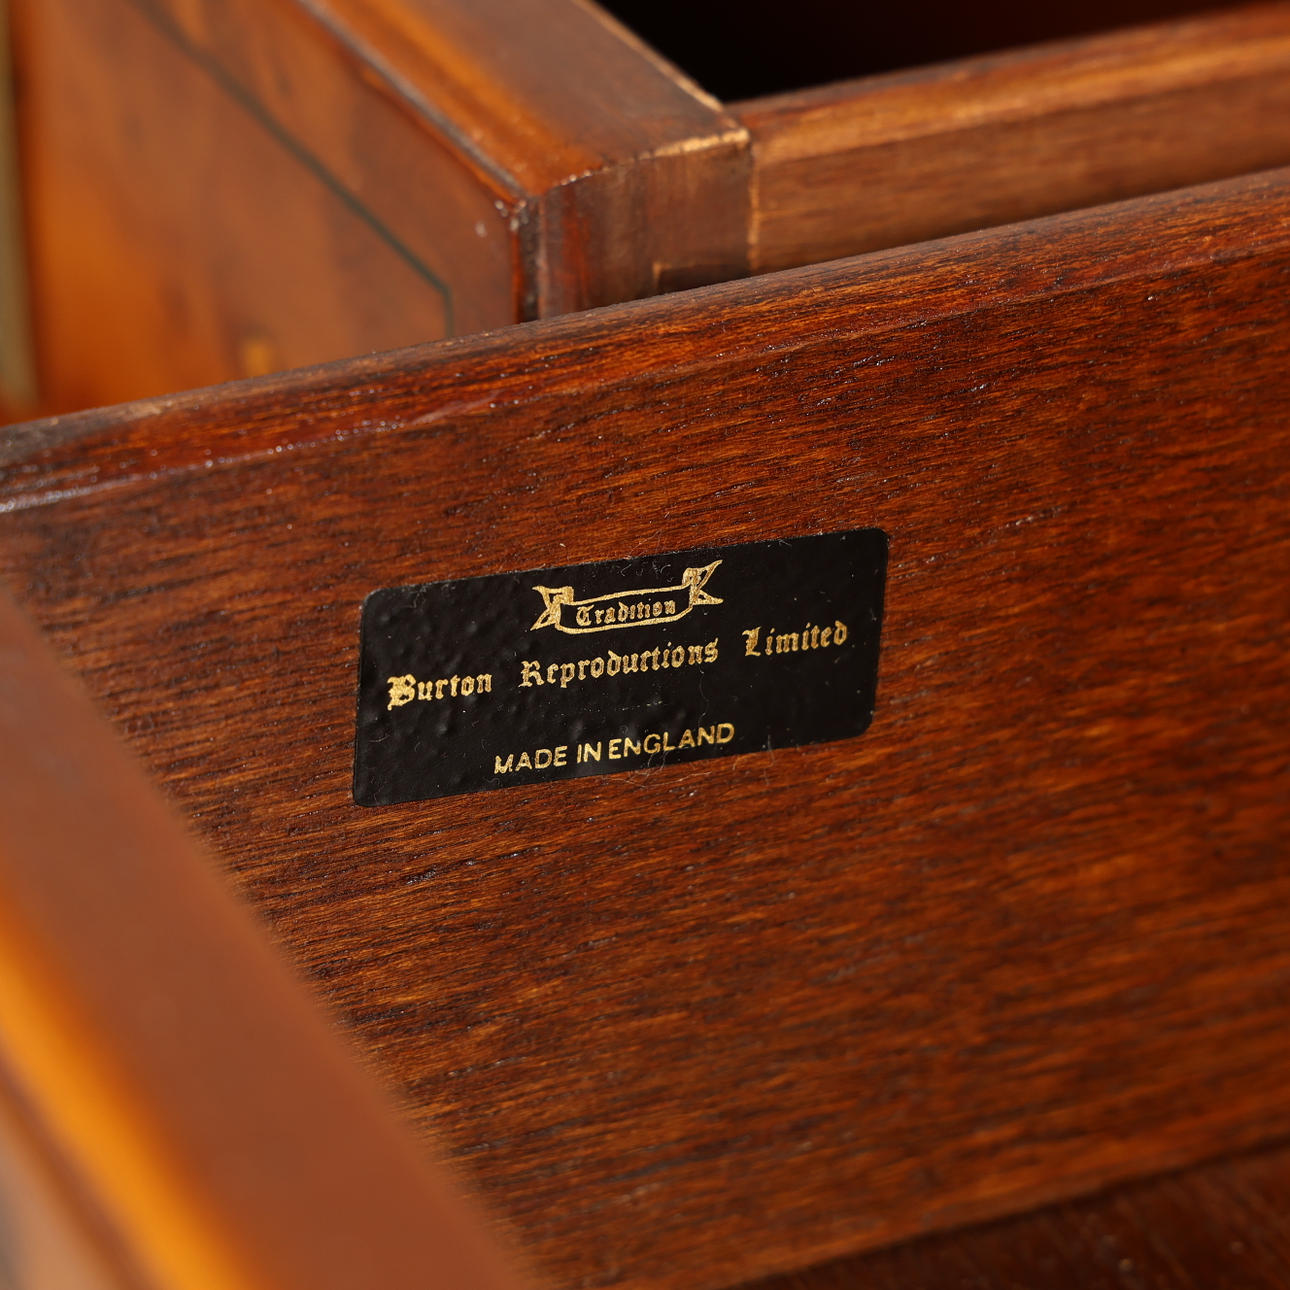 Tradition
Burton Reproductions Limited
MADE IN ENGLAND